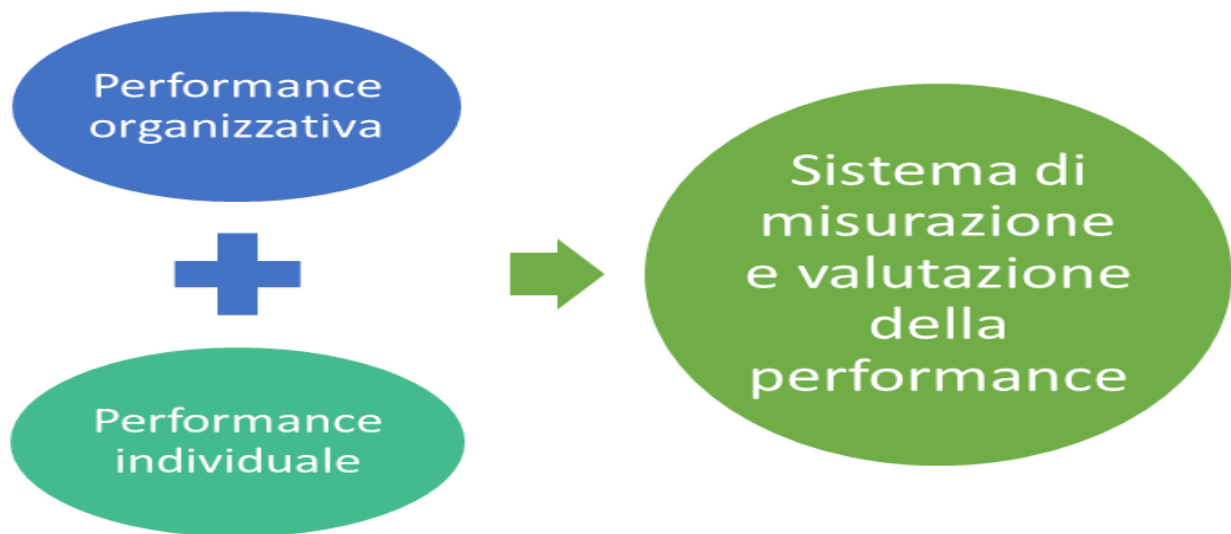 Performance
organizzativa
Performance
individuale
Sistema di
misurazione
e valutazione
della
performance